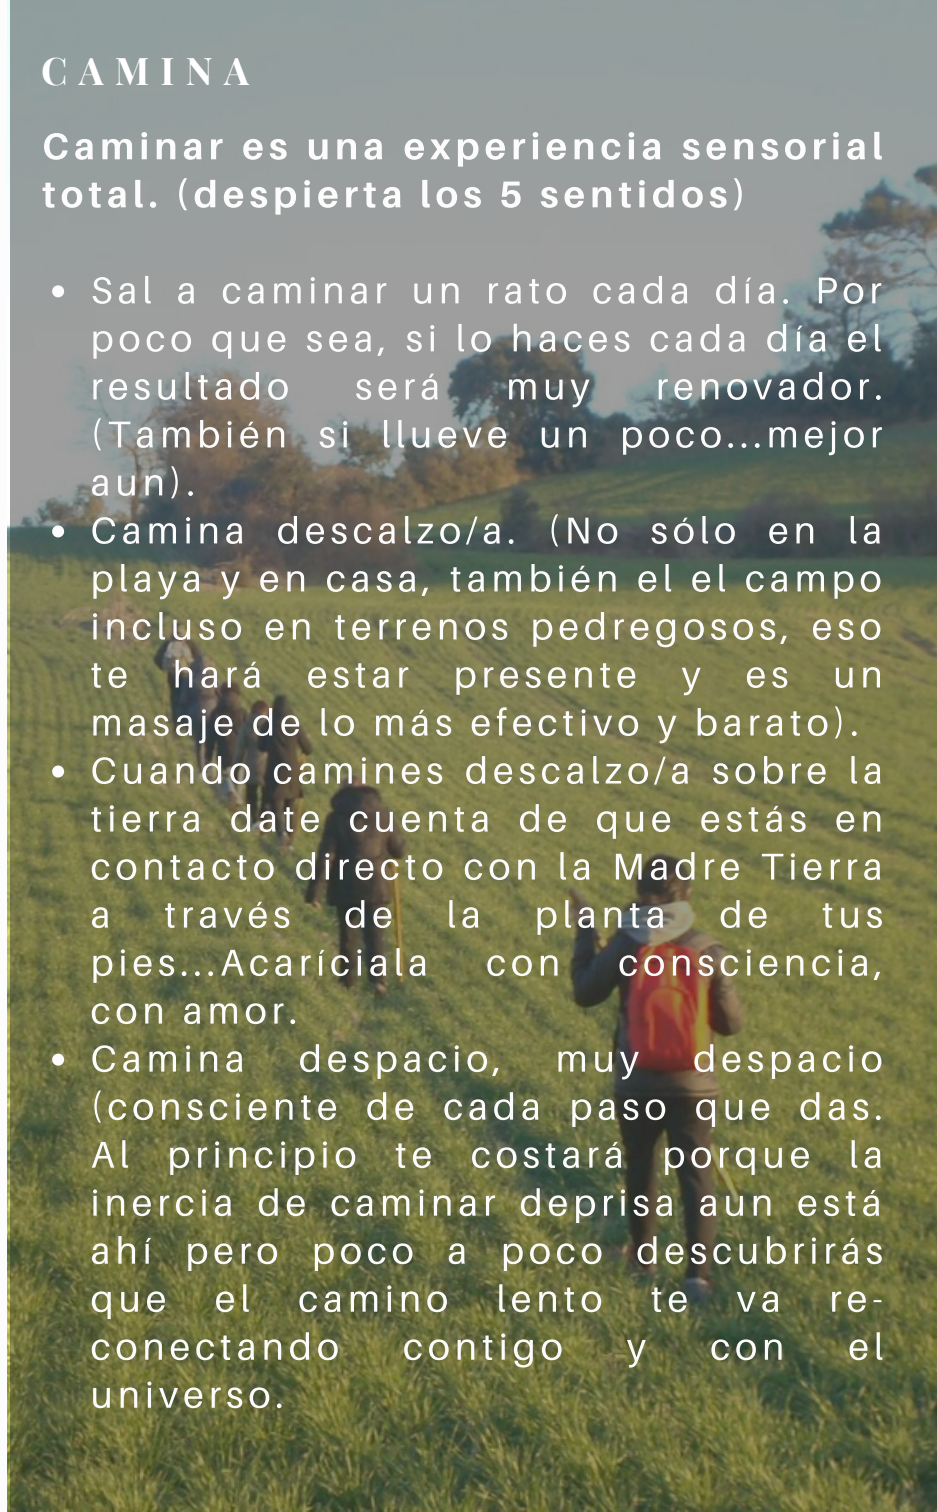 CAMINA
Caminar es una experiencia sensorial
total. (despierta los 5 sentidos)
• Sal a caminar un rato cada día. Por
poco que sea, si lo haces cada día el
resultado será muy renovador.
(También si llueve un poco...mejor
aun).
• Camina descalzo/a. (No sólo en la
playa y en casa, también el el campo
incluso en terrenos pedregosos, eso
te hará estar presente y es un
masaje de lo más efectivo y barato).
• Cuando camines descalzo/a sobre la
tierra date cuenta de que estás en
contacto directo con la Madre Tierra
a través de la planta de tus
pies...Acaríciala con consciencia,
con amor.
• Camina despacio, muy despacio
(consciente de cada paso que das.
Al principio te costará porque la
inercia de caminar deprisa aun está
ahí pero poco a poco descubrirás
que el camino lento te va re-
conectando contigo y con el
universo.